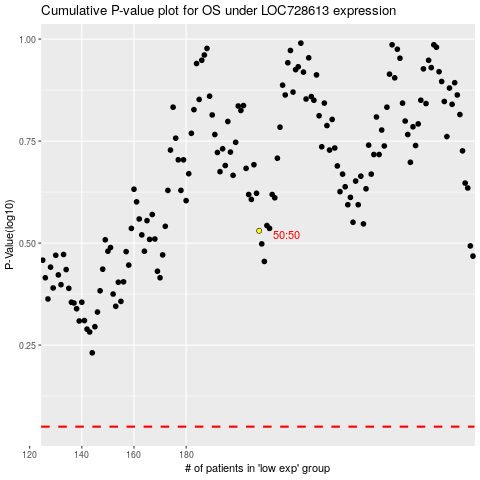 Cumulative P-value plot for OS under LOC728613 expression
P-Value(log10)
1.00
0.75
0.50
0.25
50:50
120 140 160 180
# of patients in 'low exp' group